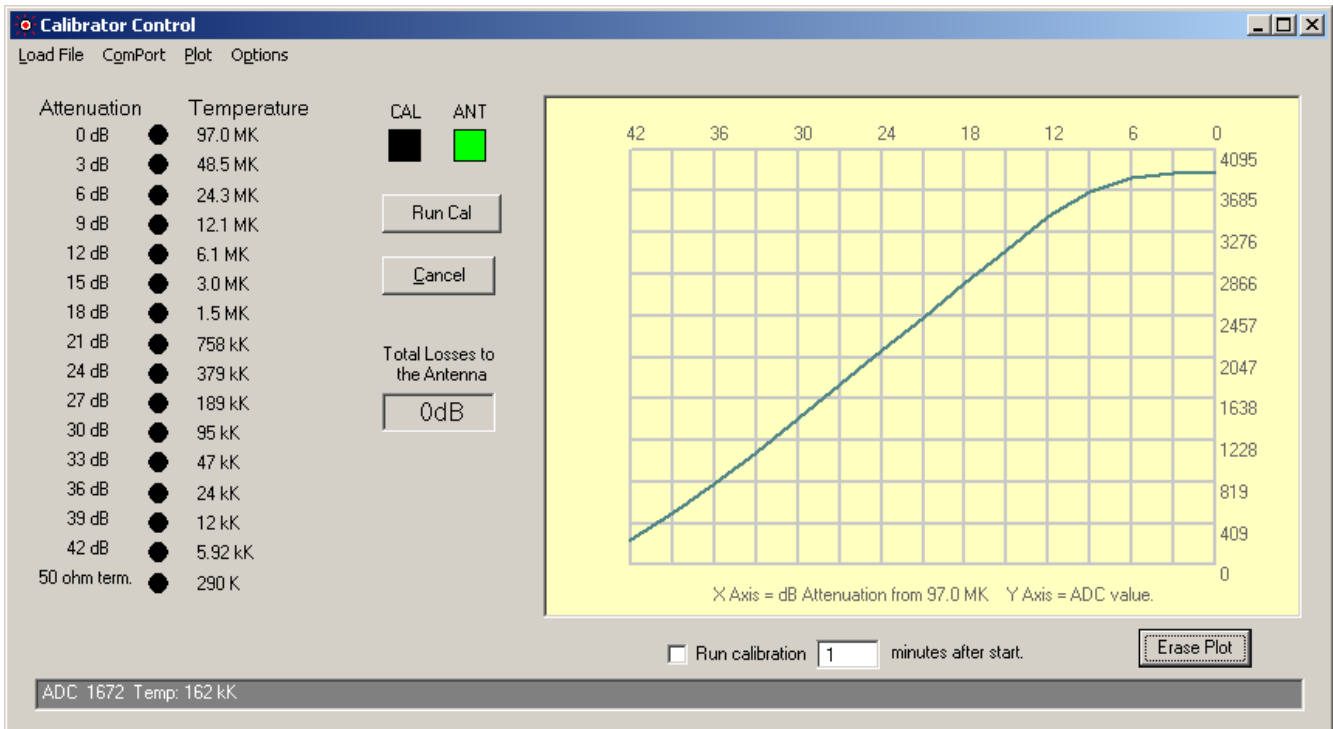 Calibrator Control
Load File ComPort Plot Options
Attenuation Temperature
0 dB 97.0 MK
3 dB 48.5 MK
6 dB 24.3 MK
9 dB 12.1 MK
12 dB 6.1 MK
15 dB 3.0 MK
18 dB 1.5 MK
21 dB 758 kK
24 dB 379 kK
27 dB 189 kK
30 dB 95 kK
33 dB 47 kK
36 dB 24 kK
39 dB 12 kK
42 dB 5.92 kK
50 ohm term. 290 K
CAL ANT
Run Cal
Cancel
Total Losses to
the Antenna
0dB
42 36 30 24 18 12 6 0
4095
3685
3276
2866
2457
2047
1638
1228
819
409
0
X Axis = dB Attenuation from 97.0 MK Y Axis = ADC value.
Run calibration 1 minutes after start.
Erase Plot
ADC 1672 Temp: 162 kK